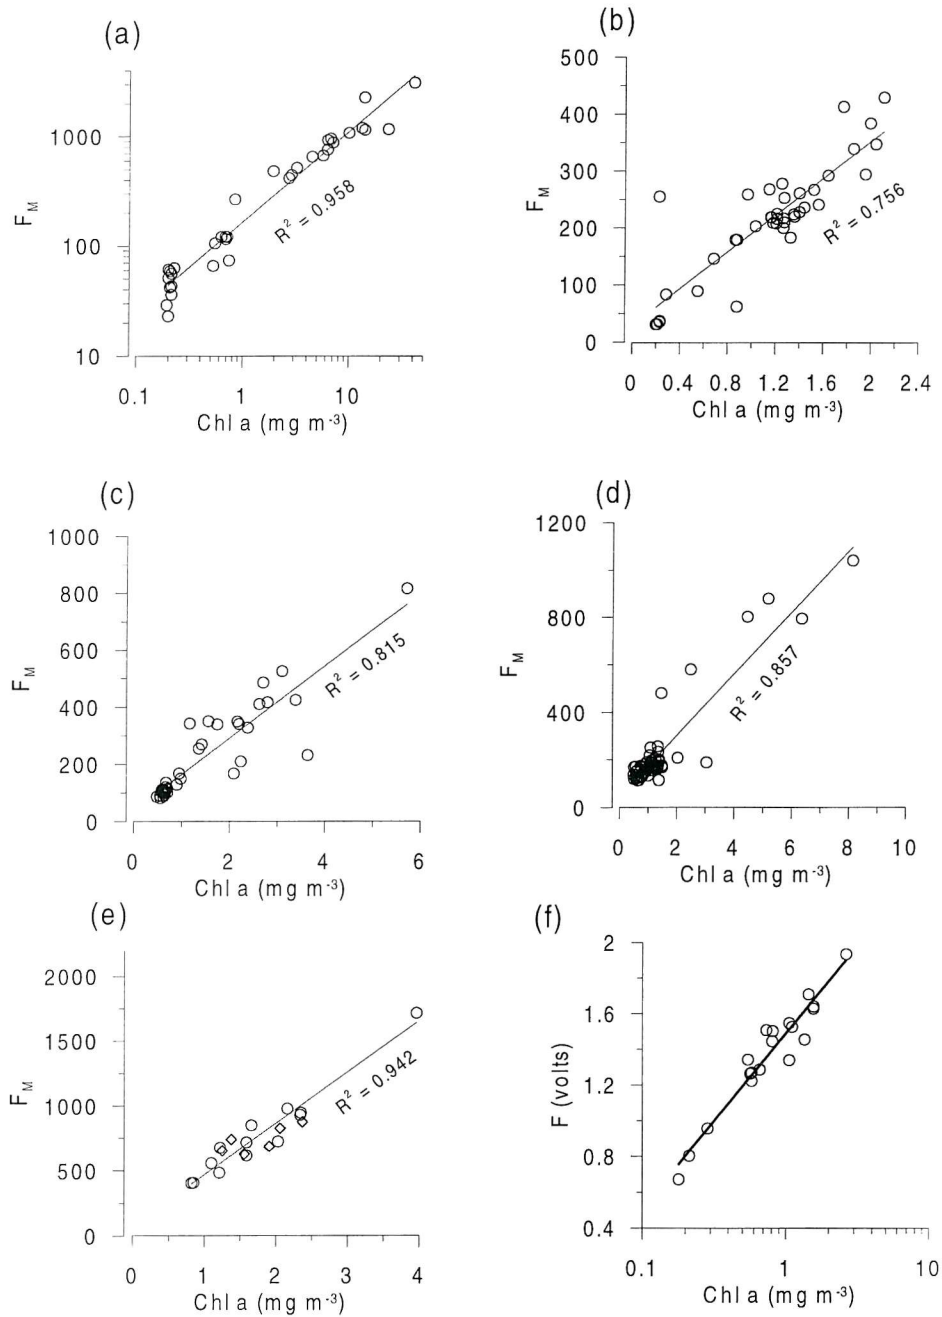 (a)
1000
100
10
F_M
R² = 0.958
0.1 1 10
Chl a (mg m⁻³)
(b)
500
400
300
200
100
0
R² = 0.756
0 0.4 0.8 1.2 1.6 2 2.4
Chl a (mg m⁻³)
(c)
1000
800
600
400
200
0
F_M
R² = 0.815
0 2 4 6
Chl a (mg m⁻³)
(d)
1200
800
400
0
F_M
R² = 0.857
0 2 4 6 8 10
Chl a (mg m⁻³)
(e)
2000
1500
1000
500
0
F_M
R² = 0.942
0 1 2 3 4
Chl a (mg m⁻³)
(f)
2
1.6
1.2
0.8
0.4
F (volts)
0.1 1 10
Chl a (mg m⁻³)